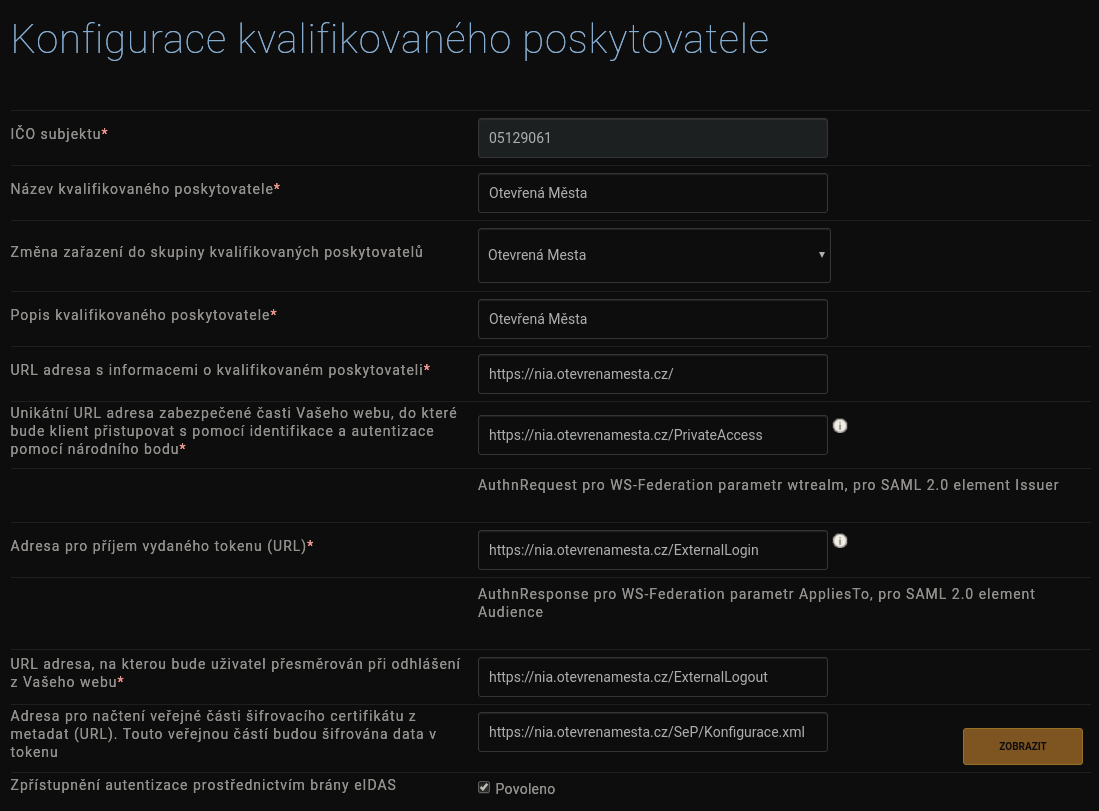 Konfigurace kvalifikovaného poskytovatele
IČO subjektu*
05129061
Název kvalifikovaného poskytovatele*
Otevřená Města
Změna zařazení do skupiny kvalifikovaných poskytovatelů
Otevrená Mesta
Popis kvalifikovaného poskytovatele*
Otevřená Města
URL adresa s informacemi o kvalifikovaném poskytovateli*
https://nia.otevrenamesta.cz/
Unikátní URL adresa zabezpečené části Vašeho webu, do které
bude klient přistupovat s pomocí identifikace a autentizace
pomocí národního bodu*
https://nia.otevrenamesta.cz/PrivateAccess
AuthnRequest pro WS-Federation parametr wtrealm, pro SAML 2.0 element Issuer
Adresa pro příjem vydaného tokenu (URL)*
https://nia.otevrenamesta.cz/ExternalLogin
AuthnResponse pro WS-Federation parametr AppliesTo, pro SAML 2.0 element
Audience
URL adresa, na kterou bude uživatel přesměrován při odhlášení
z Vašeho webu*
https://nia.otevrenamesta.cz/ExternalLogout
Adresa pro načtení veřejné části šifrovacího certifikátu z
metadat (URL). Touto veřejnou částí budou šifrována data v
tokenu
https://nia.otevrenamesta.cz/SeP/Konfigurace.xml
ZOBRAZIT
Zpřístupnění autentizace prostřednictvím brány eIDAS
Povoleno